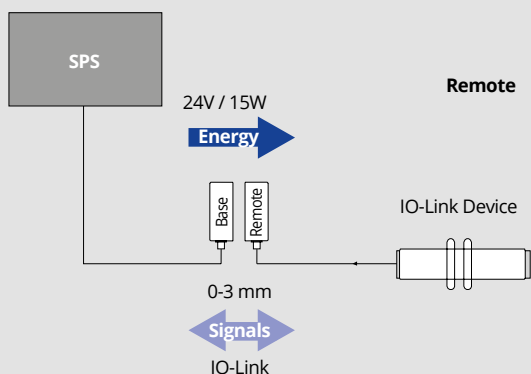 SPS
Remote
24V / 15W
Energy
Base
Remote
IO-Link Device
0-3 mm
Signals
IO-Link